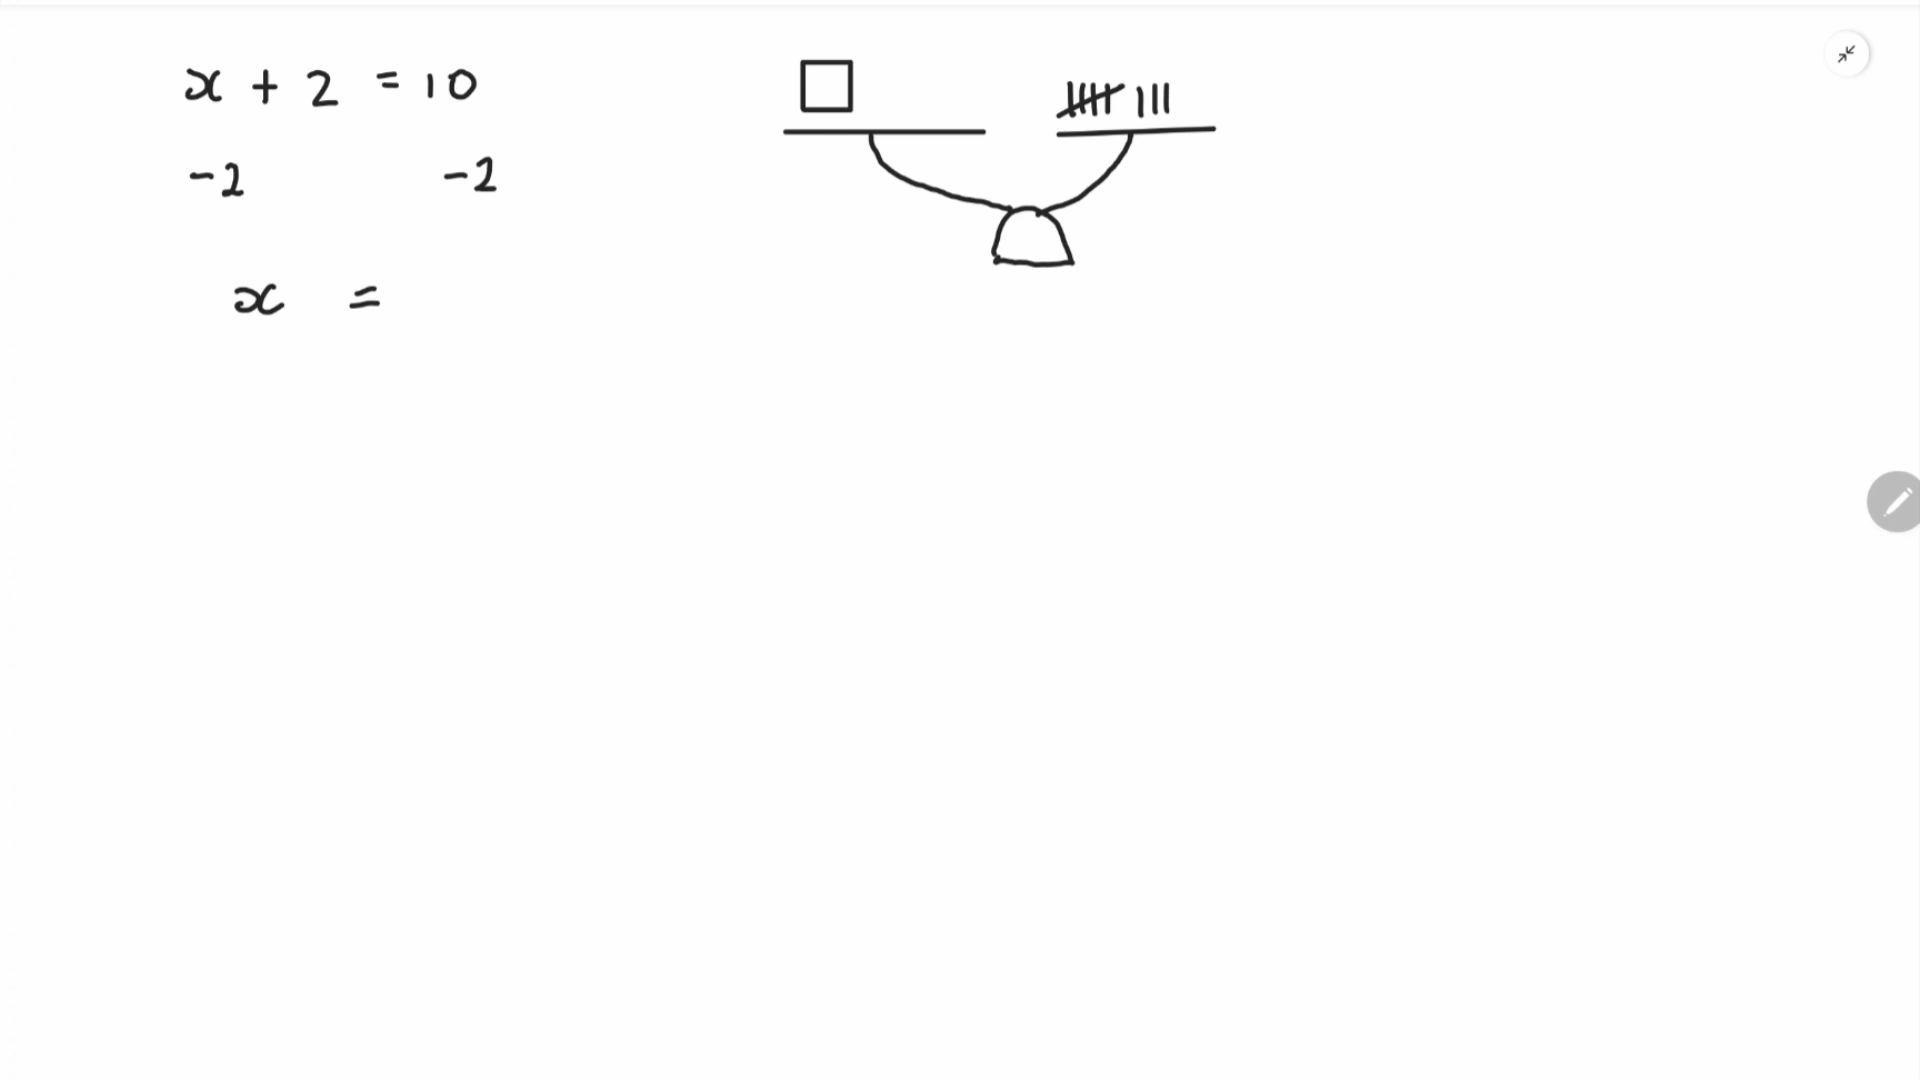 x + 2 = 10
-2 -2
x =